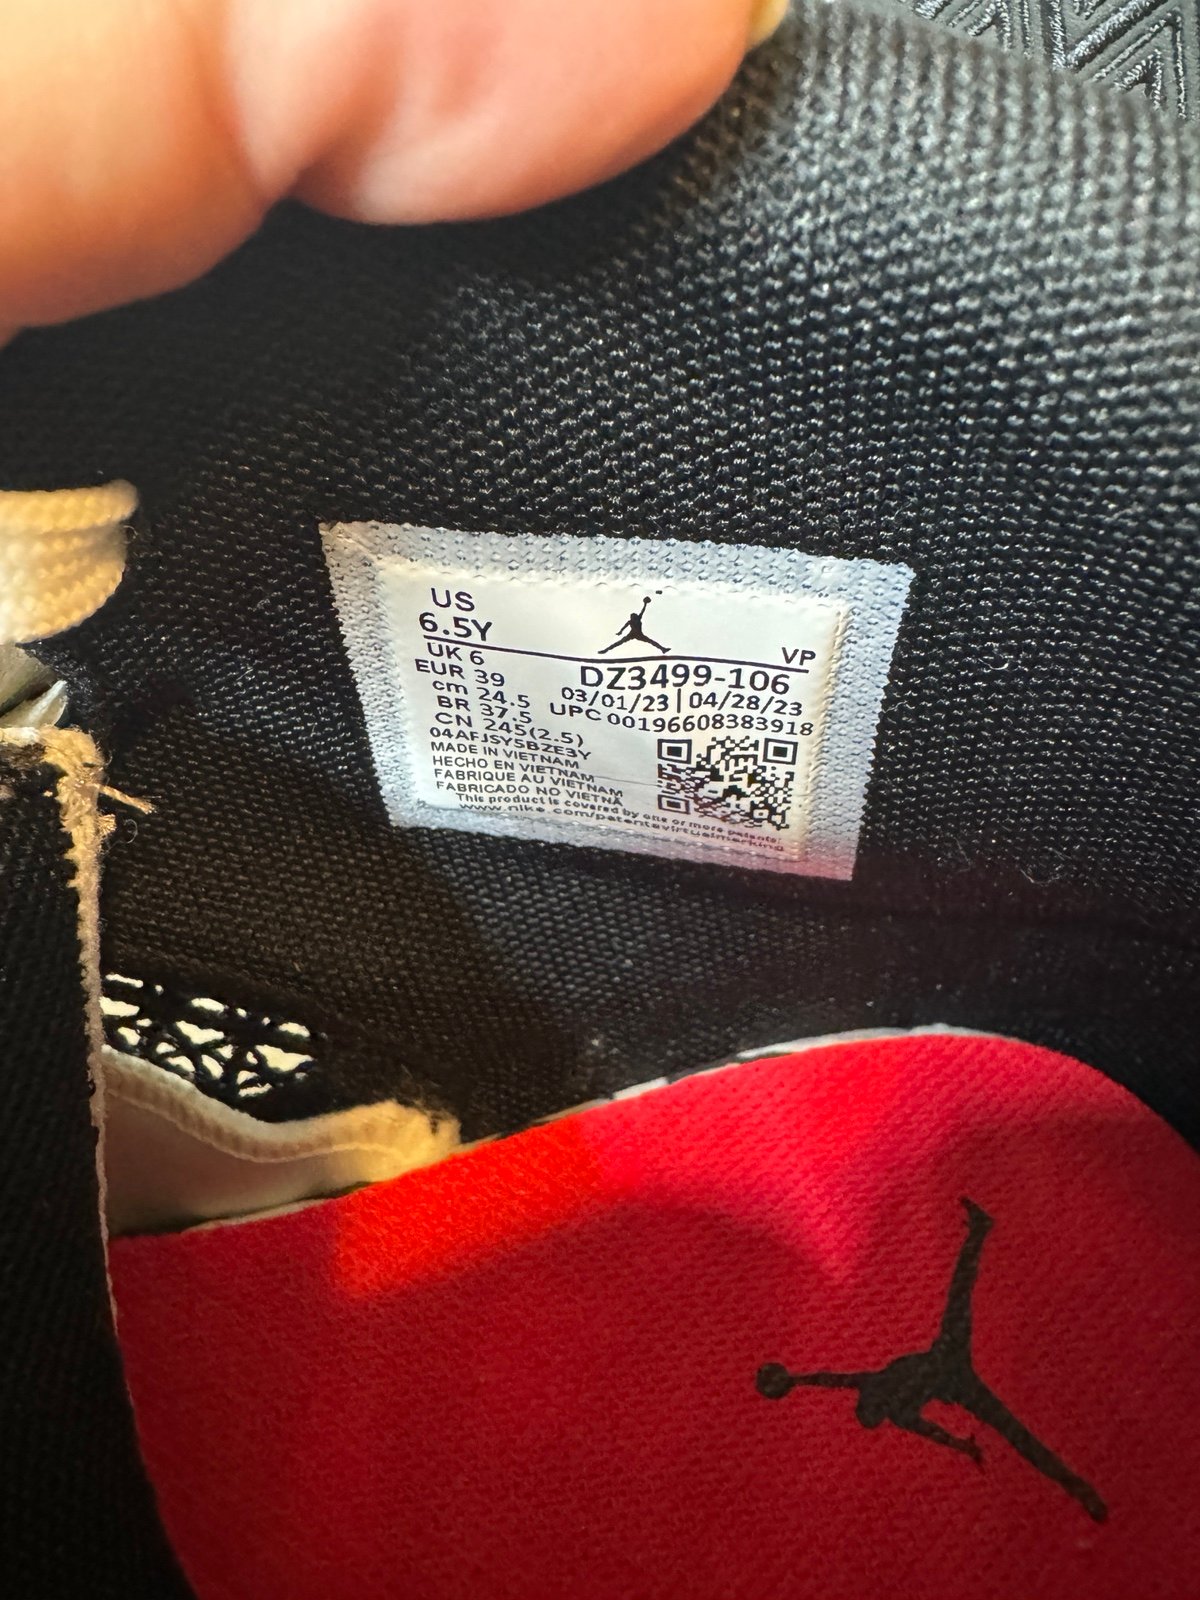 US
6.5Y
VP
UK 6
EUR 39
cm 24.5
BR 37.5
CN 245(2.5)
DZ3499-106
03/01/23 | 04/28/23
UPC 00196608383918
04AFJSY5BZE3Y
MADE IN VIETNAM
HECHO EN VIETNAM
FABRIQUE AU VIETNAM
FABRICADO NO VIETNÃ
This product is covered by one or more patents:
www.nike.com/patentsvirtualmarking